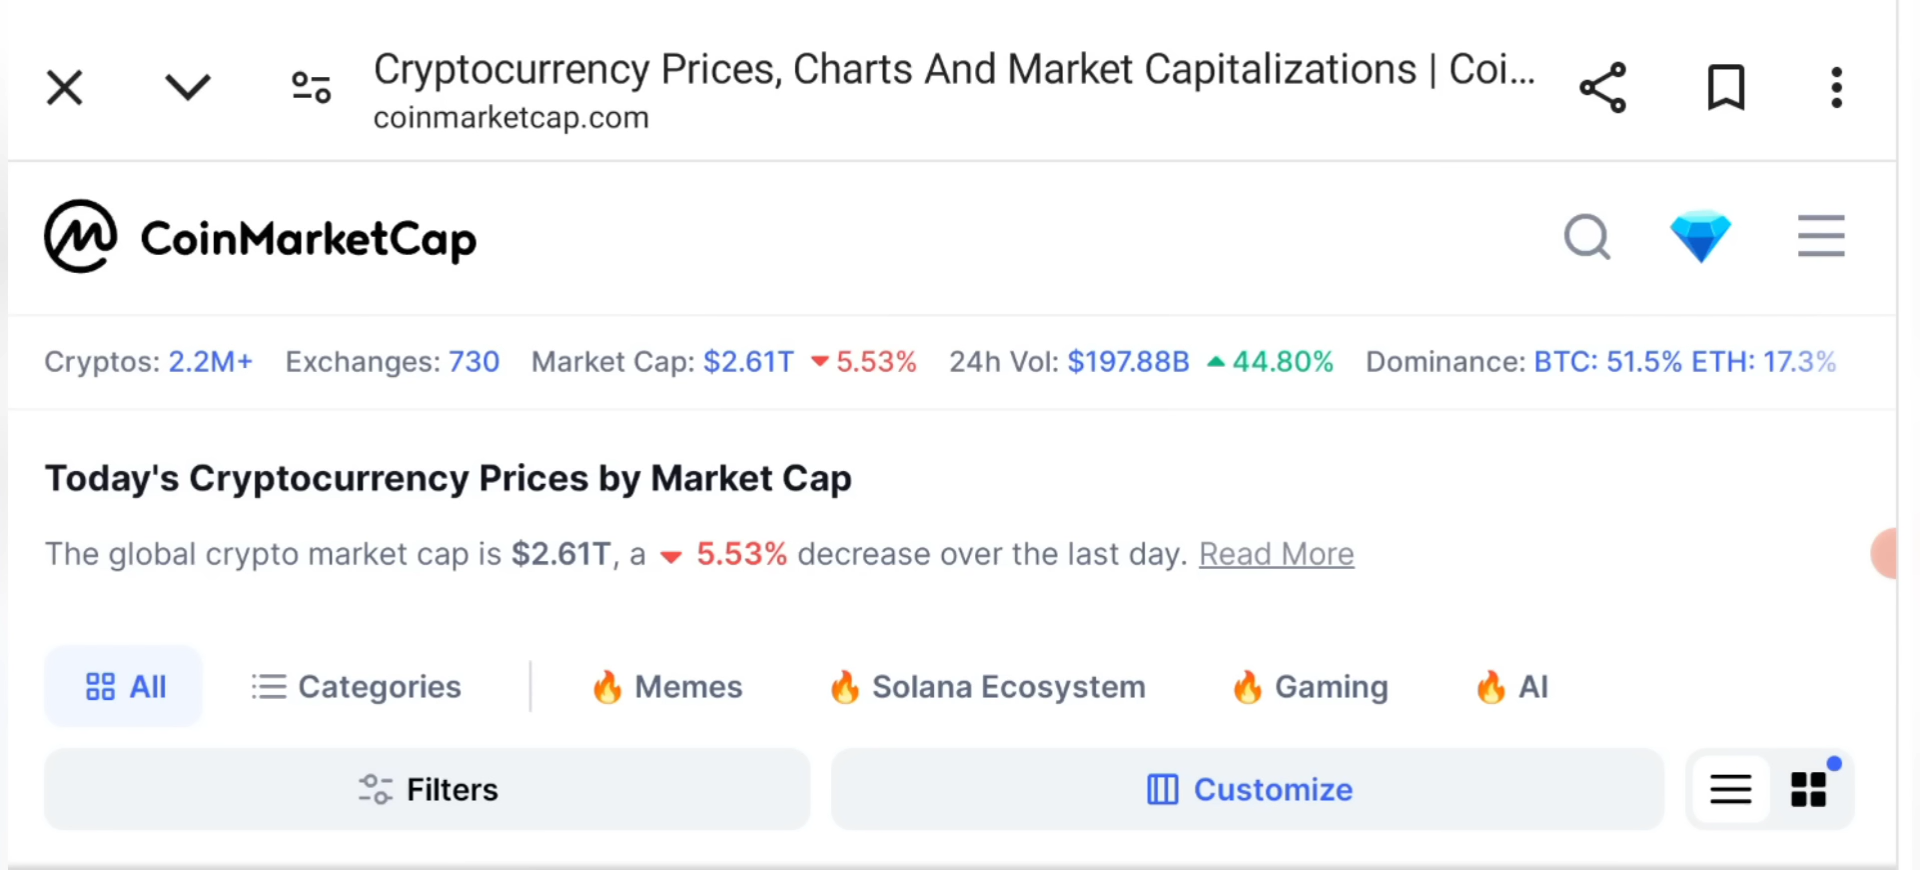 Cryptocurrency Prices, Charts And Market Capitalizations | Coi...
coinmarketcap.com
CoinMarketCap
Cryptos: 2.2M+ Exchanges: 730 Market Cap: $2.61T 5.53% 24h Vol: $197.88B 44.80% Dominance: BTC: 51.5% ETH: 17.3%
Today's Cryptocurrency Prices by Market Cap
The global crypto market cap is $2.61T, a 5.53% decrease over the last day. Read More
All Categories Memes Solana Ecosystem Gaming AI
Filters Customize